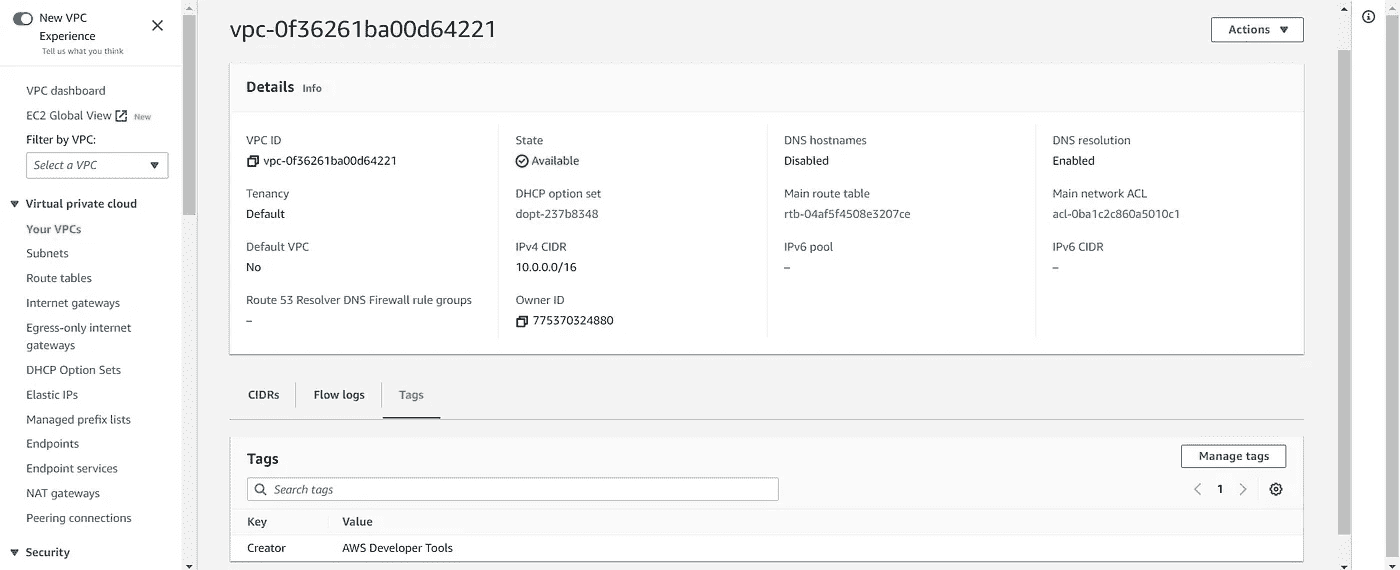 New VPC
Experience
Tell us what you think
VPC dashboard
EC2 Global View New
Filter by VPC:
Select a VPC
Virtual private cloud
Your VPCs
Subnets
Route tables
Internet gateways
Egress-only internet
gateways
DHCP Option Sets
Elastic IPs
Managed prefix lists
Endpoints
Endpoint services
NAT gateways
Peering connections
Security
vpc-0f36261ba00d64221
Actions
Details Info
VPC ID
vpc-0f36261ba00d64221
State
Available
DNS hostnames
Disabled
DNS resolution
Enabled
Tenancy
Default
DHCP option set
dopt-237b8348
Main route table
rtb-04af5f4508e3207ce
Main network ACL
acl-0ba1c2c860a5010c1
Default VPC
No
IPv4 CIDR
10.0.0.0/16
IPv6 pool
–
IPv6 CIDR
–
Route 53 Resolver DNS Firewall rule groups
–
Owner ID
775370324880
CIDRs
Flow logs
Tags
Tags
Manage tags
Search tags
1
Key Value
Creator AWS Developer Tools